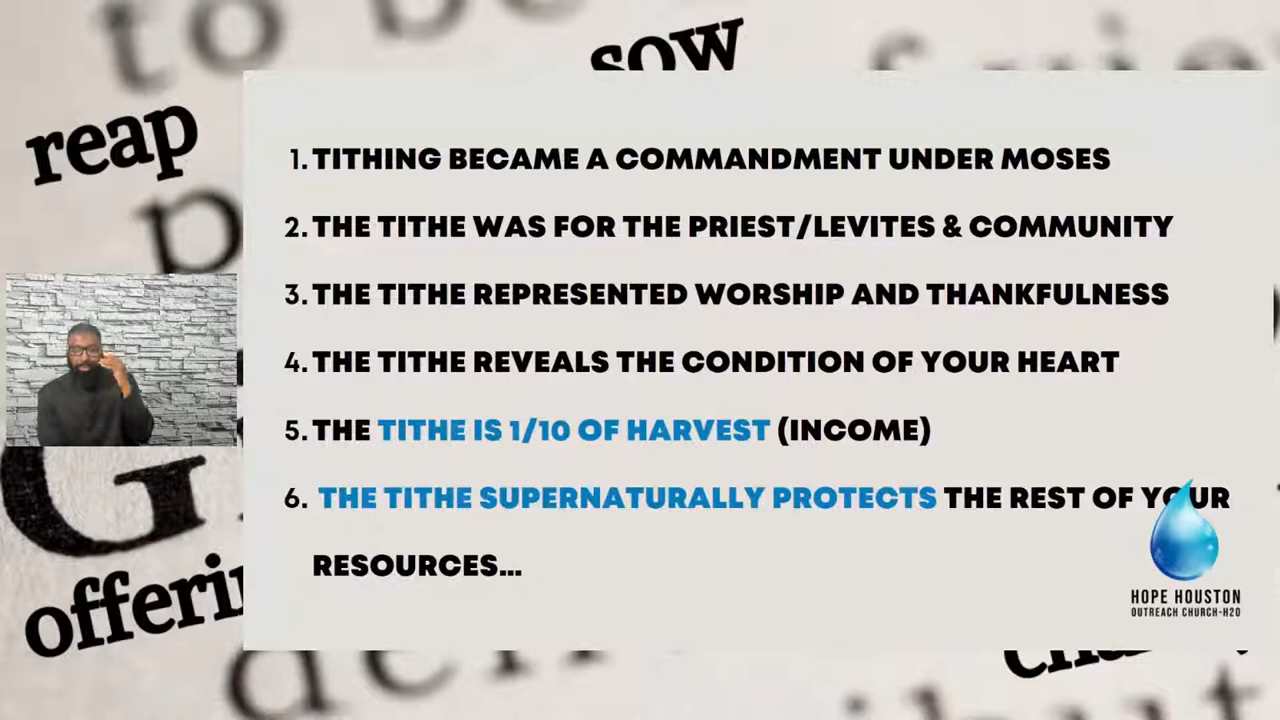 to be
sow
reap
1. TITHING BECAME A COMMANDMENT UNDER MOSES
2. THE TITHE WAS FOR THE PRIEST/LEVITES & COMMUNITY
3. THE TITHE REPRESENTED WORSHIP AND THANKFULNESS
4. THE TITHE REVEALS THE CONDITION OF YOUR HEART
5. THE TITHE IS 1/10 OF HARVEST (INCOME)
6. THE TITHE SUPERNATURALLY PROTECTS THE REST OF YOUR
RESOURCES...
HOPE HOUSTON
OUTREACH CHURCH-H2O